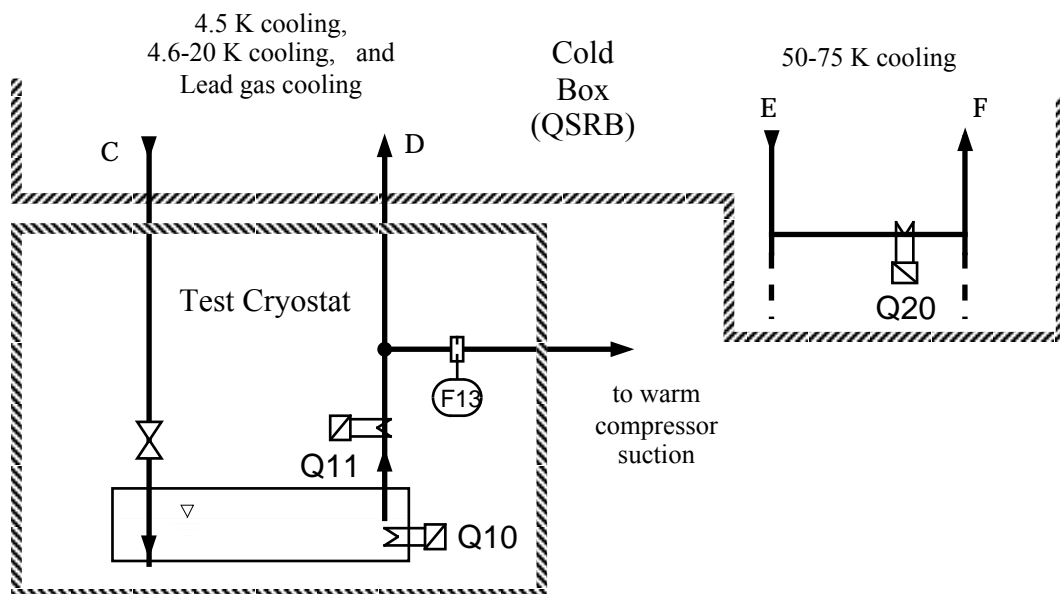 4.5 K cooling,
4.6-20 K cooling, and
Lead gas cooling
Cold
Box
(QSRB)
50-75 K cooling
C
D
E
F
Test Cryostat
Q20
F13
to warm
compressor
suction
Q11
Q10